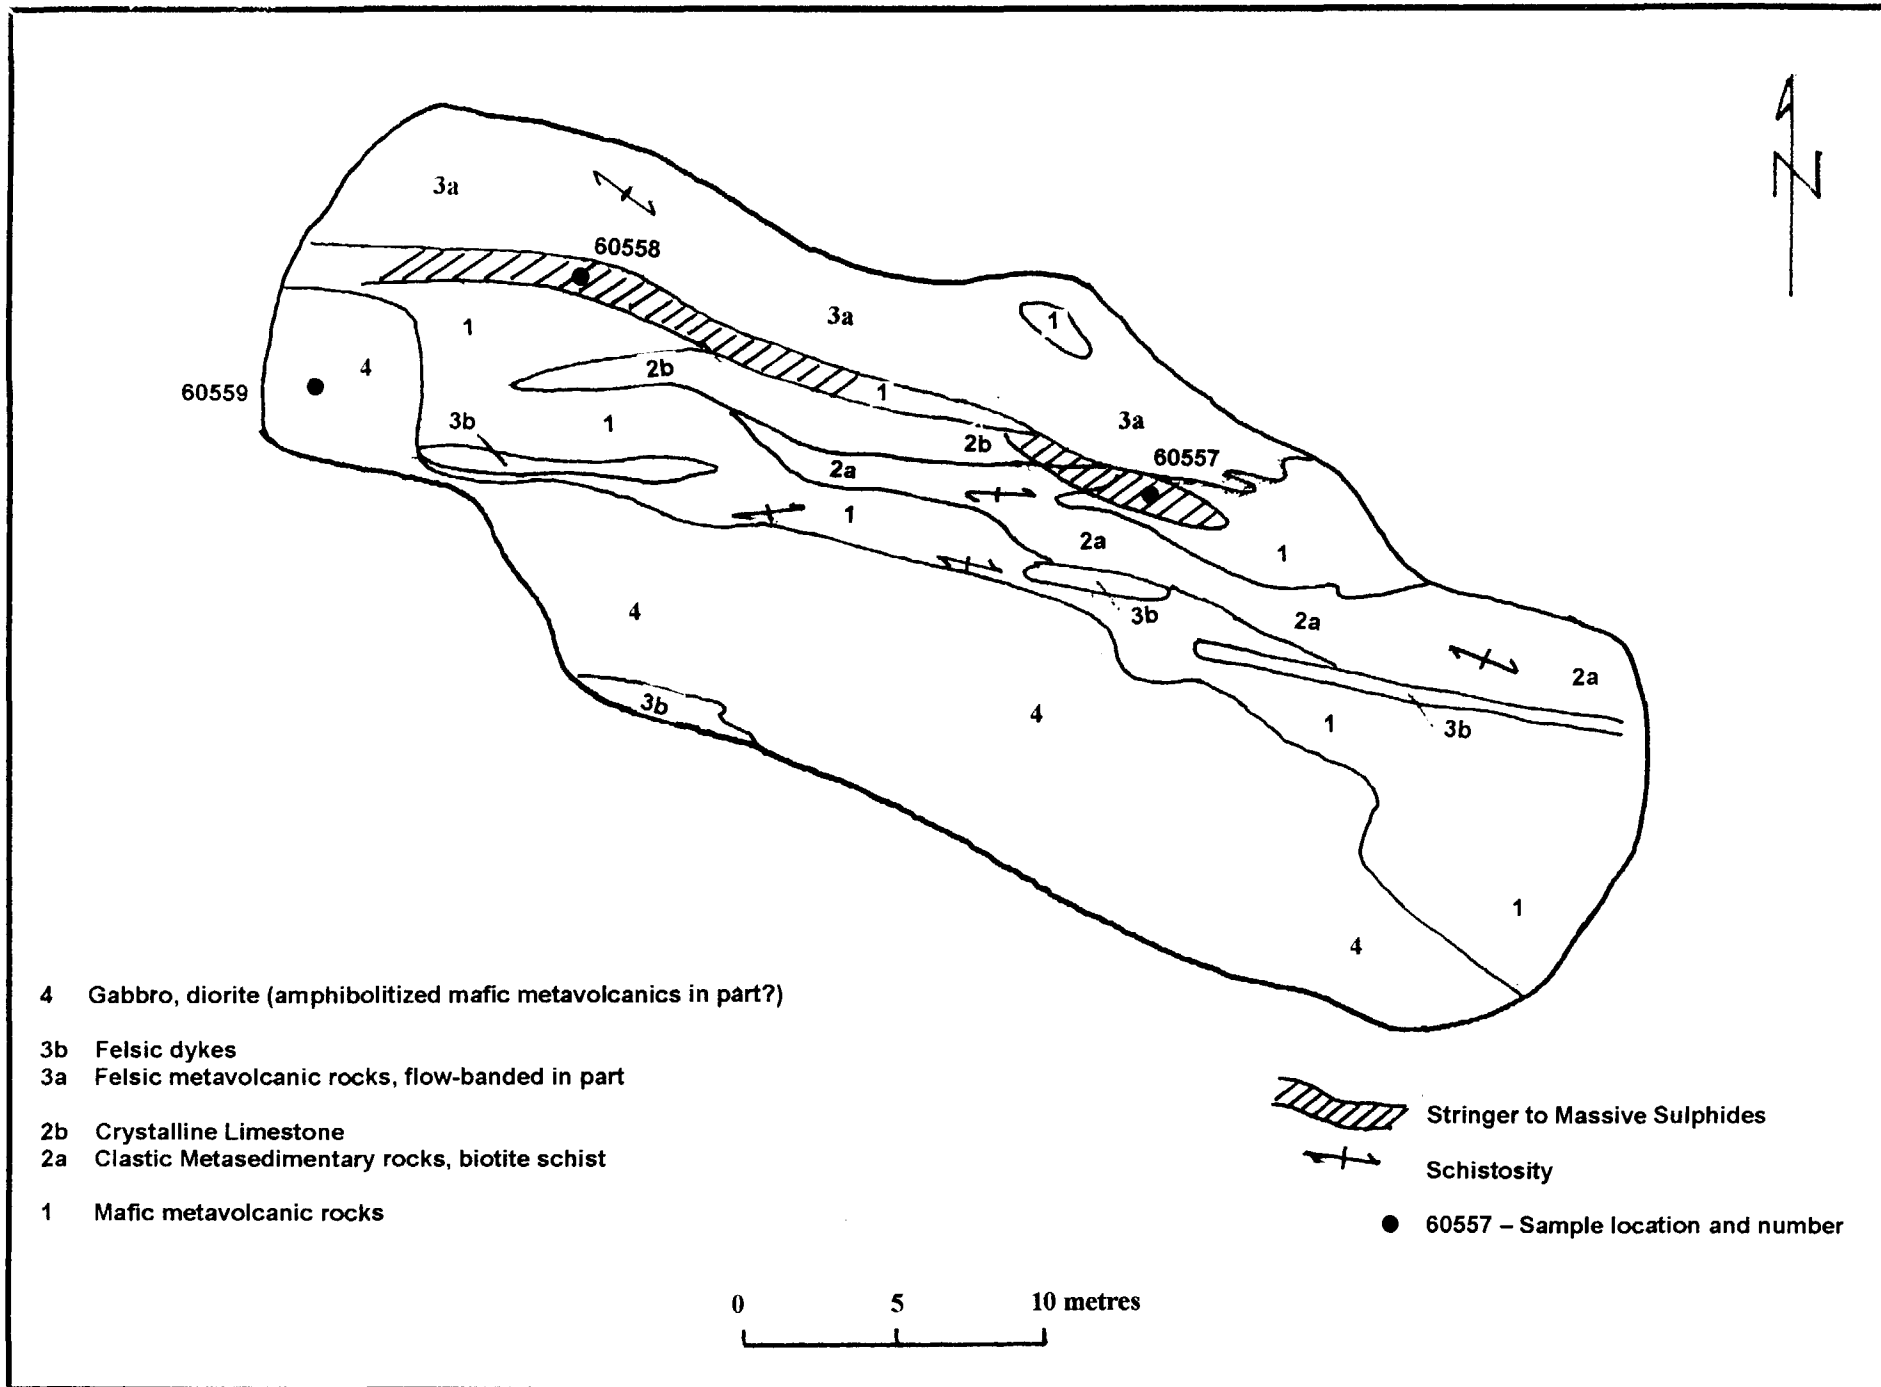 N
3a
60558
3a
1
1
4
2b
60559
1
3b
1
3a
2b
60557
2a
1
2a
1
4
3b
2a
2a
3b
4
1
3b
1
4
4 Gabbro, diorite (amphibolitized mafic metavolcanics in part?)
3b Felsic dykes
3a Felsic metavolcanic rocks, flow-banded in part
2b Crystalline Limestone
2a Clastic Metasedimentary rocks, biotite schist
1 Mafic metavolcanic rocks
Stringer to Massive Sulphides
Schistosity
60557 – Sample location and number
0 5 10 metres